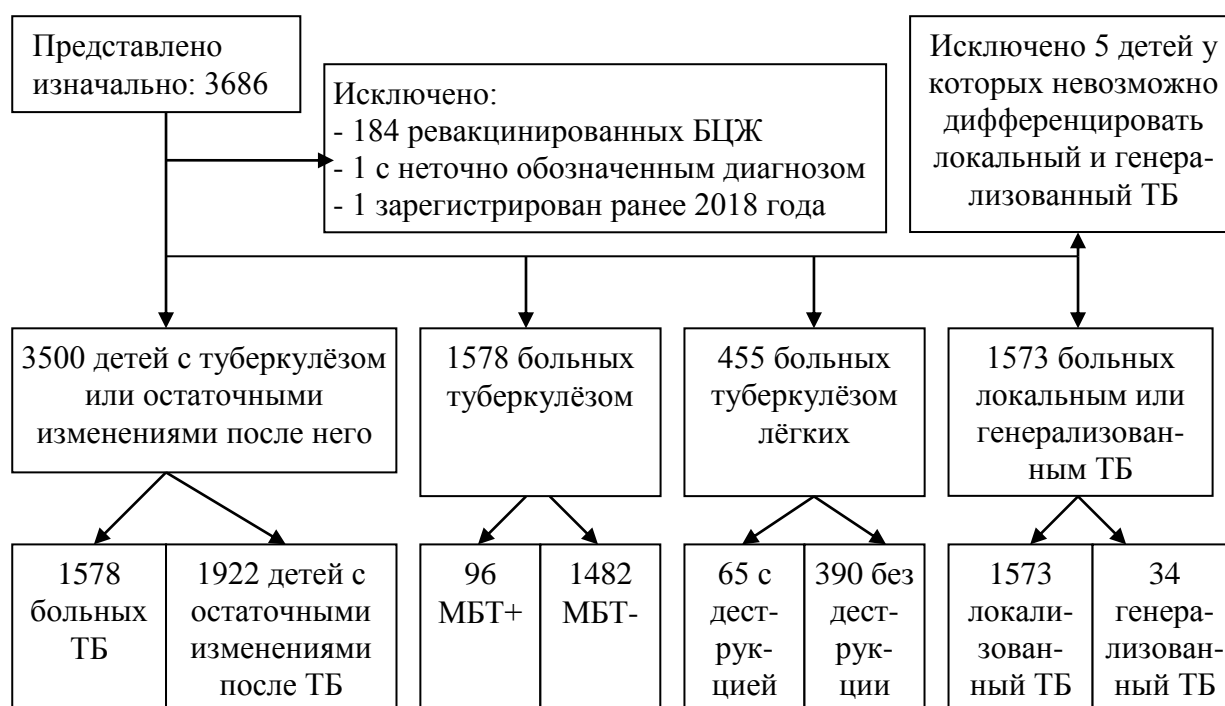 Представлено
изначально: 3686
Исключено:
- 184 ревакцинированных БЦЖ
- 1 с неточно обозначенным диагнозом
- 1 зарегистрирован ранее 2018 года
Исключено 5 детей у
которых невозможно
дифференцировать
локальный и генера-
лизованный ТБ
3500 детей с туберкулёзом
или остаточными
изменениями после него
1578 больных
туберкулёзом
455 больных
туберкулёзом
лёгких
1573 больных
локальным или
генерализован-
ным ТБ
1578
больных
ТБ
1922 детей с
остаточными
изменениями
после ТБ
96
МБТ+
1482
МБТ-
65 с
дест-
рук-
цией
390 без
дест-
рук-
ции
1573
локали-
зован-
ный ТБ
34
генера-
лизован-
ный ТБ